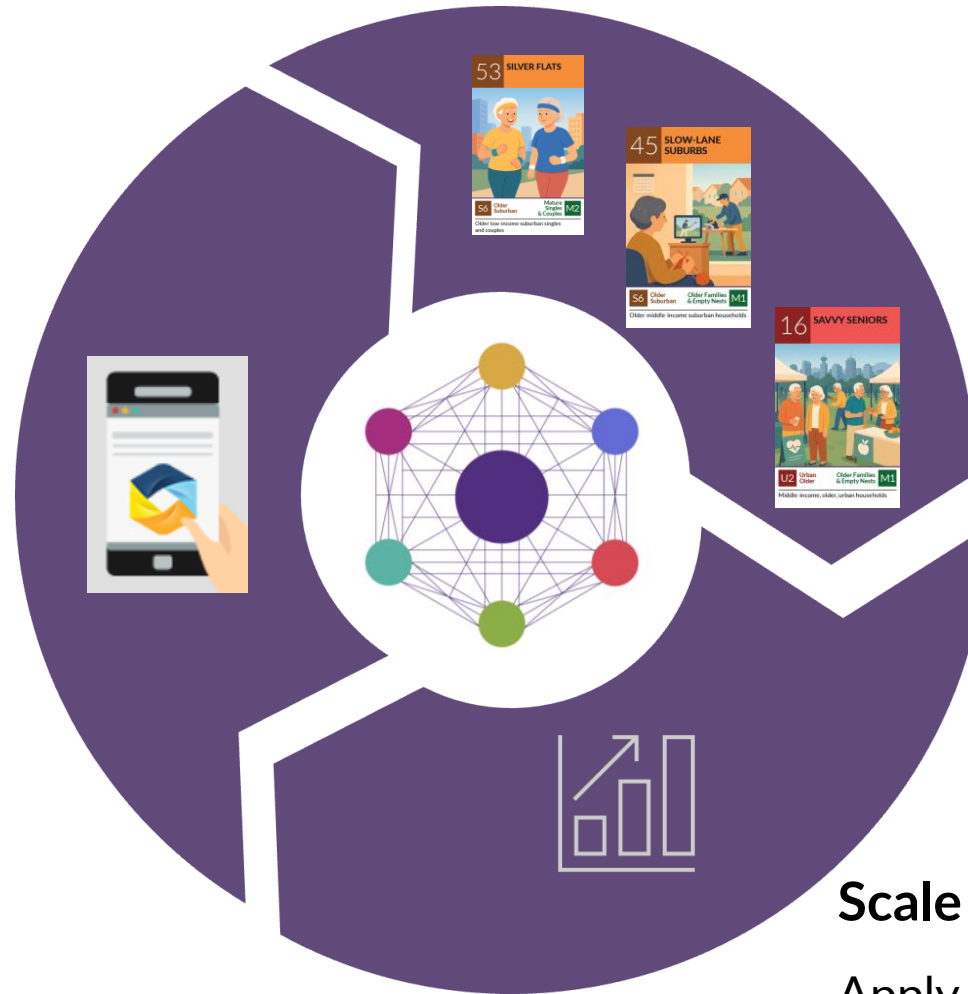 53 SILVER FLATS
S6 Older
Suburban
Mature
Singles
& Couples M2
Older low-income suburban singles
and couples
45 SLOW-LANE
SUBURBS
S6 Older
Suburban
Older Families
& Empty Nests M1
Older middle-income suburban households
16 SAVVY SENIORS
U2 Urban
Older
Older Families
& Empty Nests M1
Middle-income, older, urban households
Scale
Apply